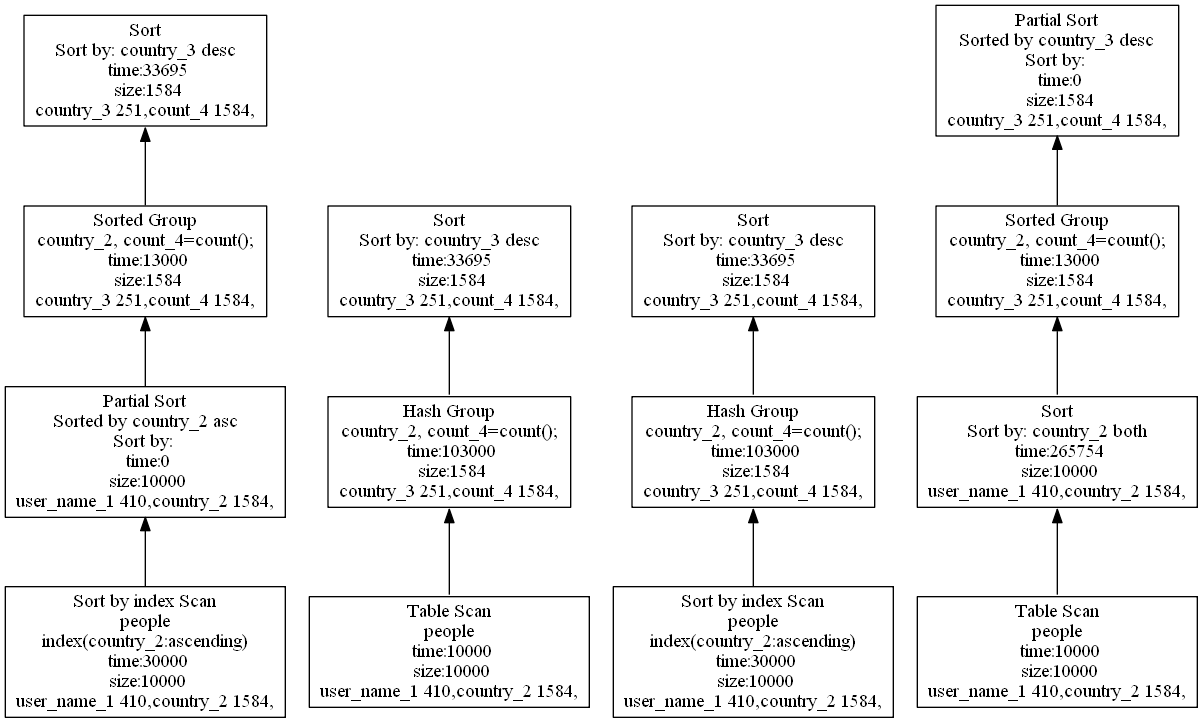 Sort
Sort by: country_3 desc
time:33695
size:1584
country_3 251,count_4 1584,
Sorted Group
country_2, count_4=count();
time:13000
size:1584
country_3 251,count_4 1584,
Partial Sort
Sorted by country_2 asc
Sort by:
time:0
size:10000
user_name_1 410,country_2 1584,
Sort by index Scan
people
index(country_2:ascending)
time:30000
size:10000
user_name_1 410,country_2 1584,
Sort
Sort by: country_3 desc
time:33695
size:1584
country_3 251,count_4 1584,
Hash Group
country_2, count_4=count();
time:103000
size:1584
country_3 251,count_4 1584,
Table Scan
people
time:10000
size:10000
user_name_1 410,country_2 1584,
Sort
Sort by: country_3 desc
time:33695
size:1584
country_3 251,count_4 1584,
Hash Group
country_2, count_4=count();
time:103000
size:1584
country_3 251,count_4 1584,
Sort by index Scan
people
index(country_2:ascending)
time:30000
size:10000
user_name_1 410,country_2 1584,
Partial Sort
Sorted by country_3 desc
Sort by:
time:0
size:1584
country_3 251,count_4 1584,
Sorted Group
country_2, count_4=count();
time:13000
size:1584
country_3 251,count_4 1584,
Sort
Sort by: country_2 both
time:265754
size:10000
user_name_1 410,country_2 1584,
Table Scan
people
time:10000
size:10000
user_name_1 410,country_2 1584,